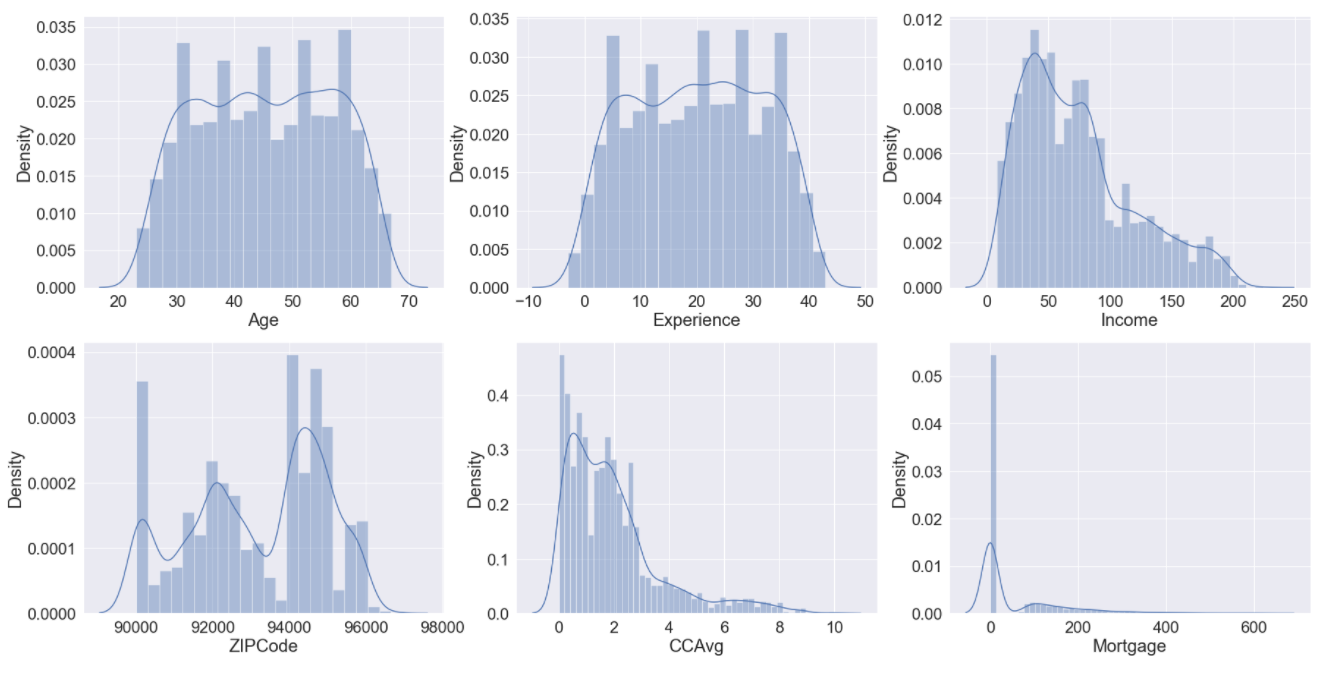 0.035
0.030
0.025
0.020
0.015
0.010
0.005
0.000
Density
20 30 40 50 60 70
Age
0.035
0.030
0.025
0.020
0.015
0.010
0.005
0.000
Density
−10 0 10 20 30 40 50
Experience
0.012
0.010
0.008
0.006
0.004
0.002
0.000
Density
0 50 100 150 200 250
Income
0.0004
0.0003
0.0002
0.0001
0.0000
Density
90000 92000 94000 96000 98000
ZIPCode
0.4
0.3
0.2
0.1
0.0
Density
0 2 4 6 8 10
CCAvg
0.05
0.04
0.03
0.02
0.01
0.00
Density
0 200 400 600
Mortgage